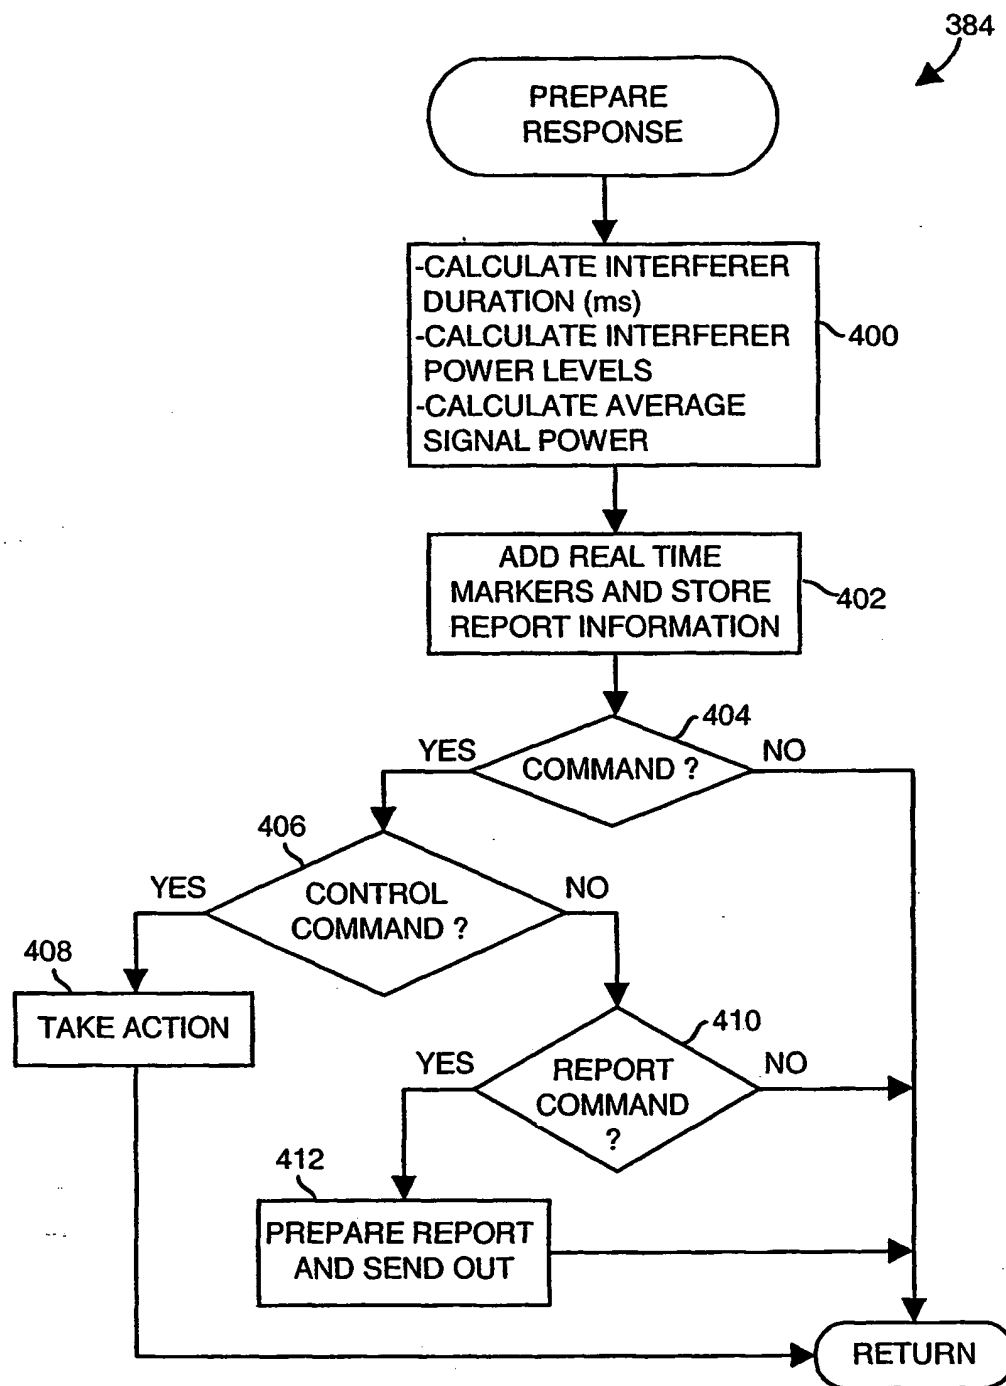 384
PREPARE
RESPONSE
-CALCULATE INTERFERER
DURATION (ms)
-CALCULATE INTERFERER
POWER LEVELS
-CALCULATE AVERAGE
SIGNAL POWER
400
ADD REAL TIME
MARKERS AND STORE
REPORT INFORMATION
402
404
YES
COMMAND ?
NO
406
YES
CONTROL
COMMAND ?
NO
408
TAKE ACTION
410
YES
REPORT
COMMAND
?
NO
412
PREPARE REPORT
AND SEND OUT
RETURN